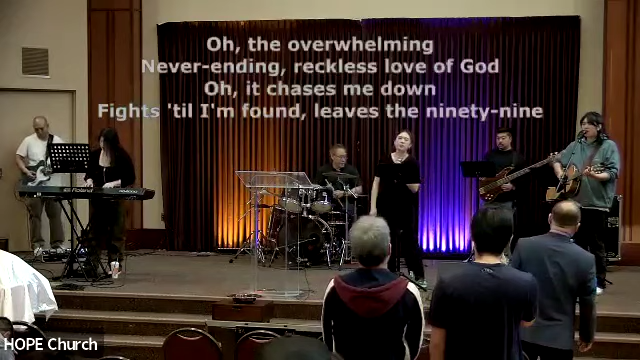 Oh, the overwhelming
Never-ending, reckless love of God
Oh, it chases me down
Fights 'til I'm found, leaves the ninety-nine
Roland
HOPE Church